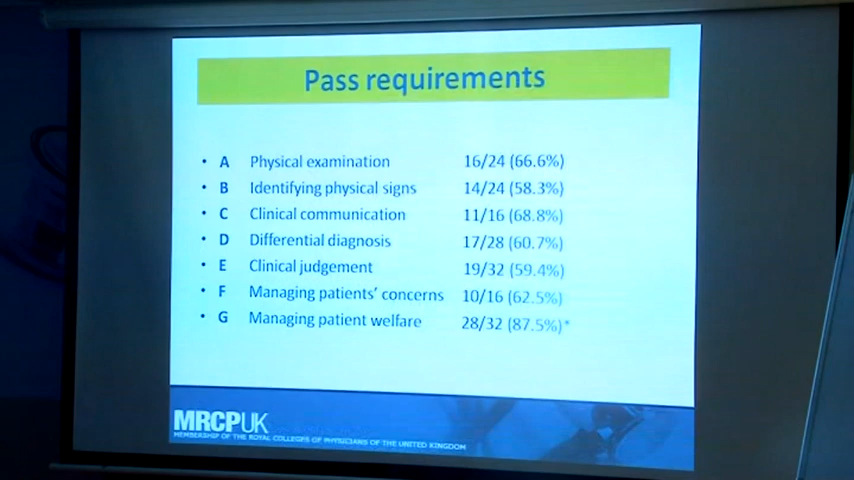 Pass requirements
• A Physical examination 16/24 (66.6%)
• B Identifying physical signs 14/24 (58.3%)
• C Clinical communication 11/16 (68.8%)
• D Differential diagnosis 17/28 (60.7%)
• E Clinical judgement 19/32 (59.4%)
• F Managing patients' concerns 10/16 (62.5%)
• G Managing patient welfare 28/32 (87.5%)*
MRCPUK
MEMBERSHIP OF THE ROYAL COLLEGES OF PHYSICIANS OF THE UNITED KINGDOM